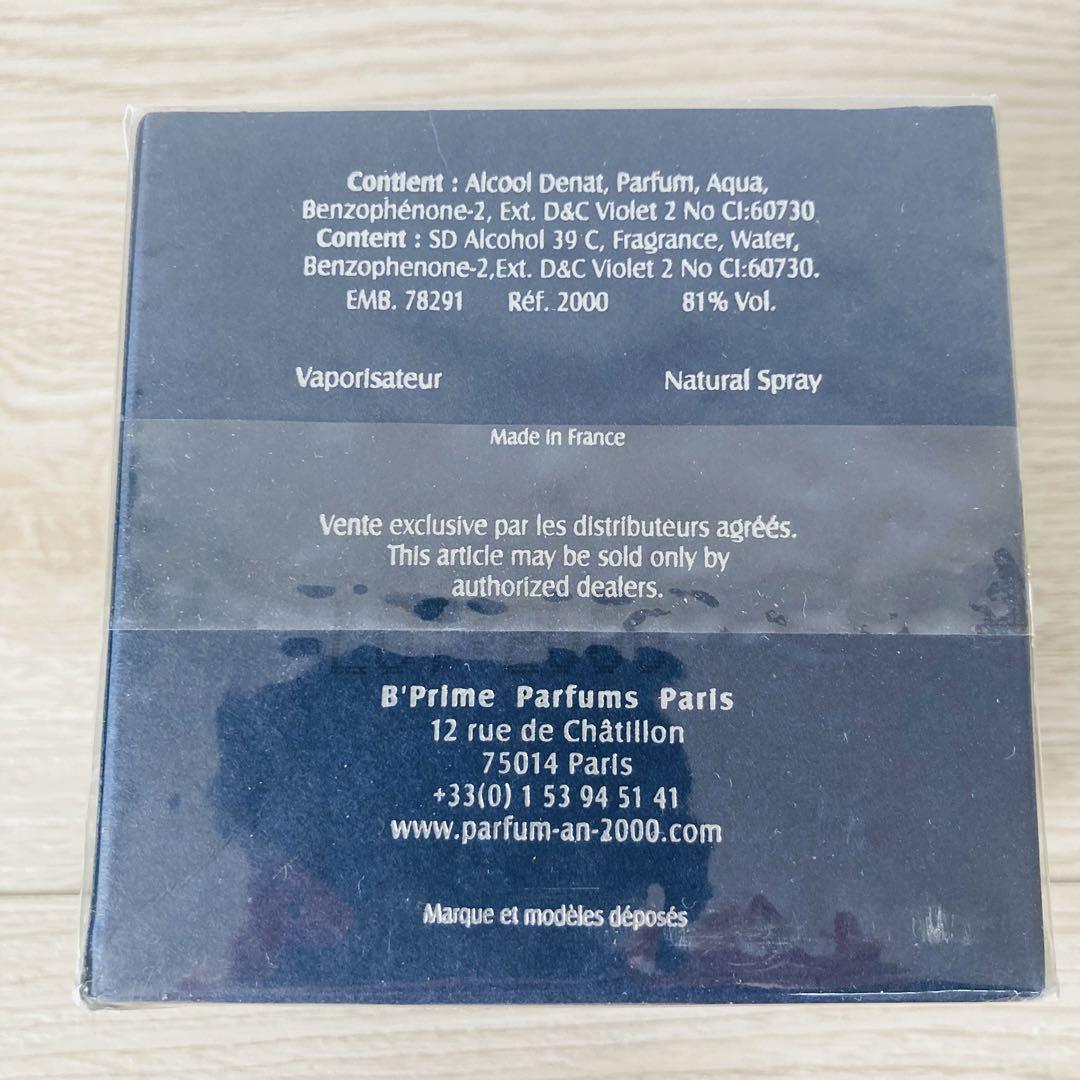 Contient : Alcool Denat, Parfum, Aqua,
Benzophénone-2, Ext. D&C Violet 2 No CI:60730
Content : SD Alcohol 39 C, Fragrance, Water,
Benzophenone-2,Ext. D&C Violet 2 No CI:60730.
EMB. 78291 Réf. 2000 81% Vol.
Vaporisateur Natural Spray
Made in France
Vente exclusive par les distributeurs agréés.
This article may be sold only by
authorized dealers.
B'Prime Parfums Paris
12 rue de Châtillon
75014 Paris
+33(0) 1 53 94 51 41
www.parfum-an-2000.com
Marque et modèles déposés